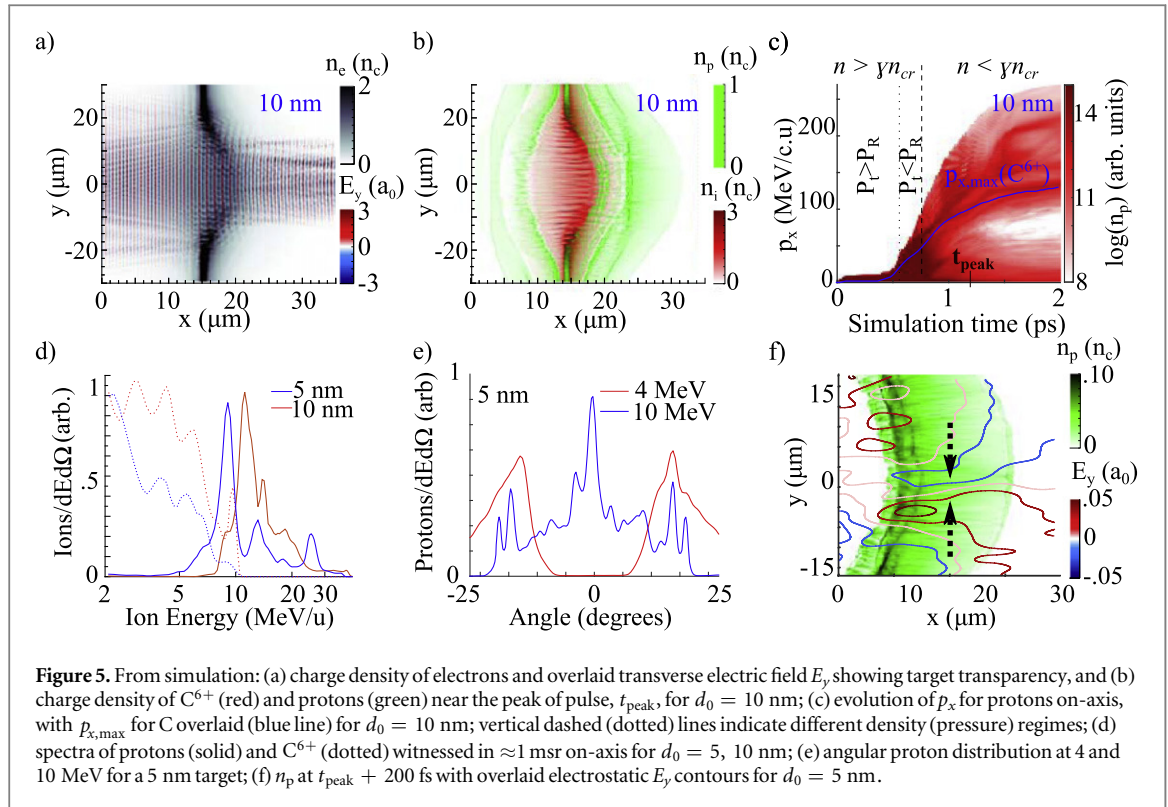 a)
n_e (n_c)
2
0
10 nm
E_y (a_0)
3
0
-3
y (μm)
20
0
-20
0 10 20 30
x (μm)
b)
n_p (n_c)
1
0
10 nm
n_i (n_c)
3
0
y (μm)
20
0
-20
0 10 20 30
x (μm)
c)
n > γn_cr
n < γn_cr
10 nm
P_i>P_R
P_i<P_R
p_x,max(C^6+)
t_peak
p_x (MeV/c.u)
200
100
0
0 1 2
Simulation time (ps)
log(n_p) (arb. units)
14
11
8
d)
5 nm
10 nm
Ions/dEdΩ (arb.)
1
.5
0
2 5 10 20 30
Ion Energy (MeV/u)
e)
5 nm
4 MeV
10 MeV
Protons/dEdΩ (arb)
1
.5
0
-25 0 25
Angle (degrees)
f)
n_p (n_c)
.10
0
E_y (a_0)
.05
0
-.05
y (μm)
15
0
-15
0 10 20 30
x (μm)
Figure 5. From simulation: (a) charge density of electrons and overlaid transverse electric field E_y showing target transparency, and (b)
charge density of C^6+ (red) and protons (green) near the peak of pulse, t_peak, for d_0 = 10 nm; (c) evolution of p_x for protons on-axis,
with p_x,max for C overlaid (blue line) for d_0 = 10 nm; vertical dashed (dotted) lines indicate different density (pressure) regimes; (d)
spectra of protons (solid) and C^6+ (dotted) witnessed in ≈1 msr on-axis for d_0 = 5, 10 nm; (e) angular proton distribution at 4 and
10 MeV for a 5 nm target; (f) n_p at t_peak + 200 fs with overlaid electrostatic E_y contours for d_0 = 5 nm.